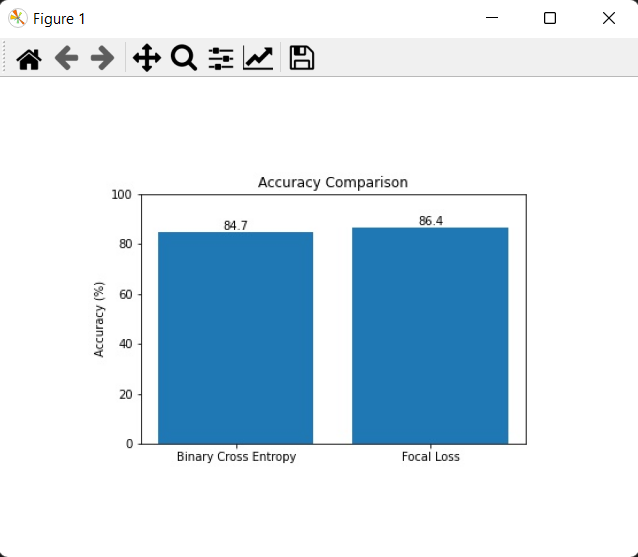 Figure 1
Accuracy Comparison
100
80
60
40
20
0
Accuracy (%)
84.7
86.4
Binary Cross Entropy
Focal Loss